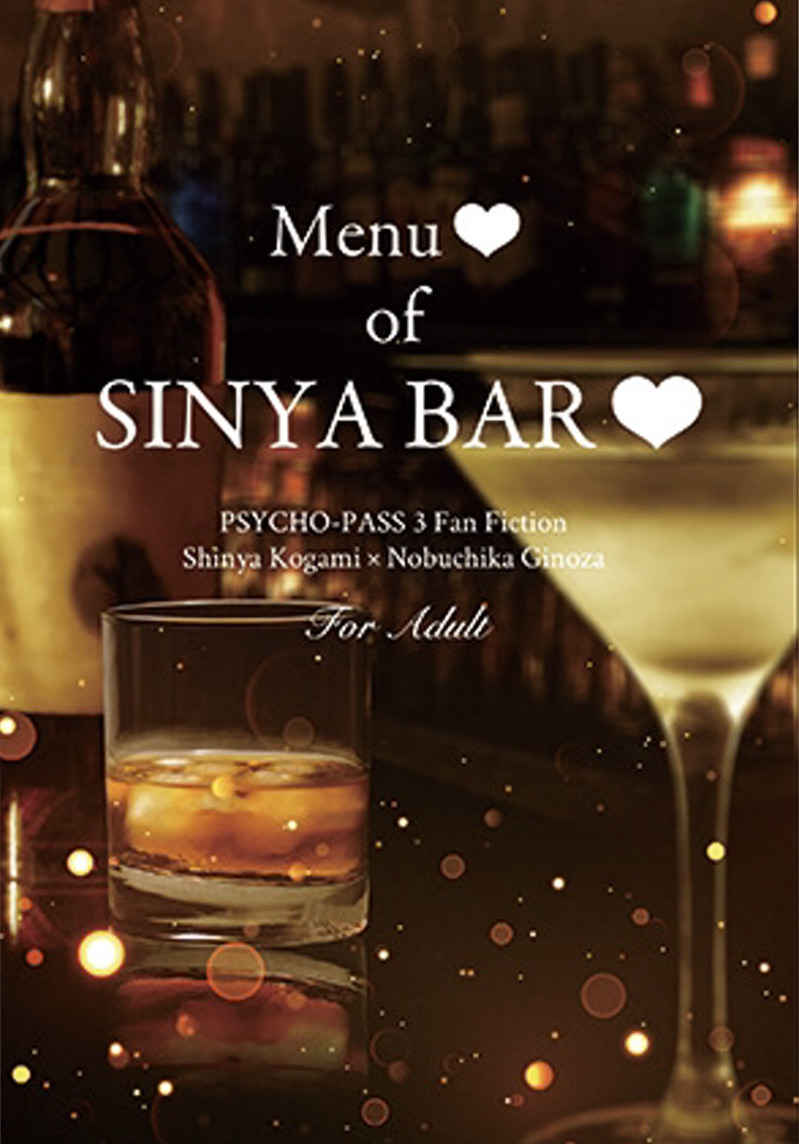 Menu♥
of
SINYA BAR♥
PSYCHO-PASS 3 Fan Fiction
Shinya Kogami × Nobuchika Ginoza
For Adult